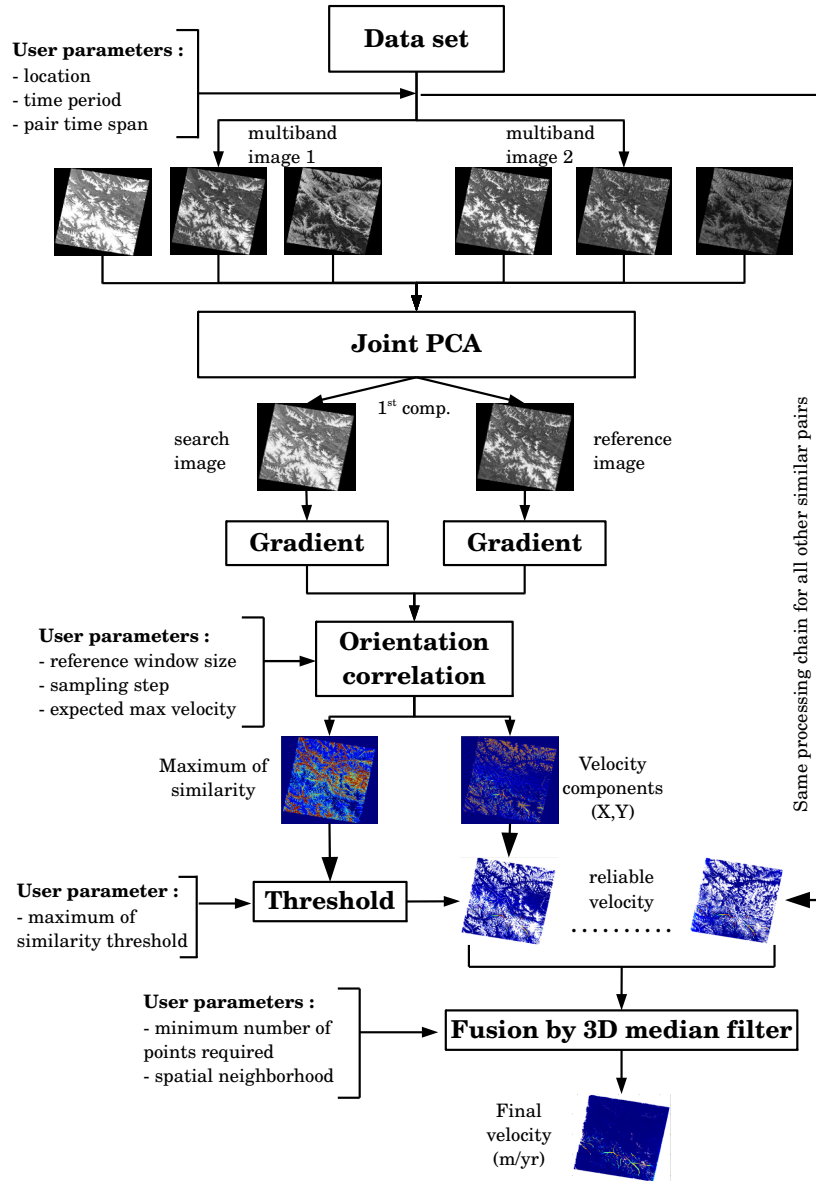 Data set
User parameters :
- location
- time period
- pair time span
multiband
image 1
multiband
image 2
Joint PCA
1st comp.
search
image
reference
image
Gradient
Gradient
Same processing chain for all other similar pairs
User parameters :
- reference window size
- sampling step
- expected max velocity
Orientation
correlation
Maximum of
similarity
Velocity
components
(X,Y)
User parameter :
- maximum of
similarity threshold
Threshold
reliable
velocity
. . . . . . . . . .
User parameters :
- minimum number of
points required
- spatial neighborhood
Fusion by 3D median filter
Final
velocity
(m/yr)